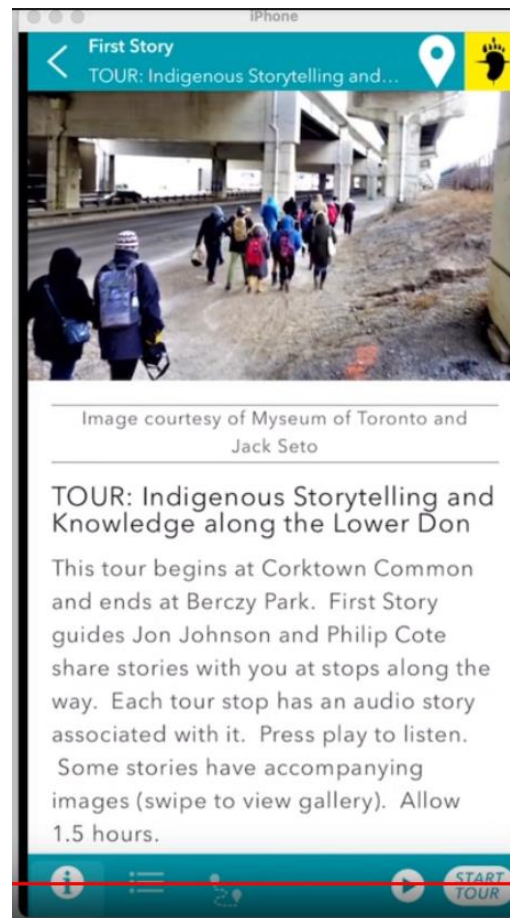 iPhone
First Story
TOUR: Indigenous Storytelling and...
Image courtesy of Myseum of Toronto and
Jack Seto
TOUR: Indigenous Storytelling and
Knowledge along the Lower Don
This tour begins at Corktown Common
and ends at Berczy Park. First Story
guides Jon Johnson and Philip Cote
share stories with you at stops along the
way. Each tour stop has an audio story
associated with it. Press play to listen.
Some stories have accompanying
images (swipe to view gallery). Allow
1.5 hours.
START
TOUR